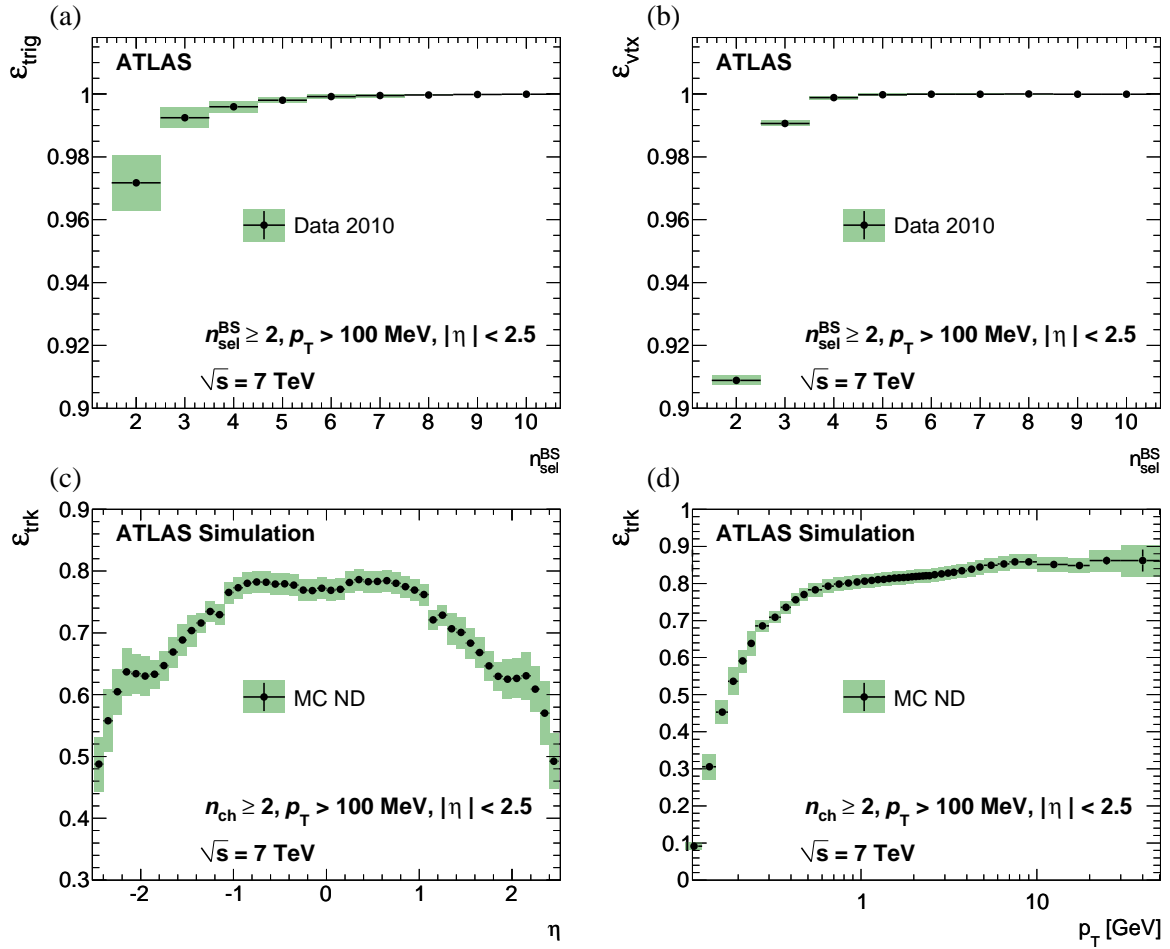 (a)
ε_trig
ATLAS
1
0.98
0.96
0.94
0.92
0.9
Data 2010
n_sel^BS ≥ 2, p_T > 100 MeV, |η| < 2.5
√s = 7 TeV
2 3 4 5 6 7 8 9 10
n_sel^BS
(b)
ε_vtx
ATLAS
1
0.98
0.96
0.94
0.92
0.9
Data 2010
n_sel^BS ≥ 2, p_T > 100 MeV, |η| < 2.5
√s = 7 TeV
2 3 4 5 6 7 8 9 10
n_sel^BS
(c)
ε_trk
ATLAS Simulation
0.9
0.8
0.7
0.6
0.5
0.4
0.3
MC ND
n_ch ≥ 2, p_T > 100 MeV, |η| < 2.5
√s = 7 TeV
-2 -1 0 1 2
η
(d)
ε_trk
ATLAS Simulation
1
0.9
0.8
0.7
0.6
0.5
0.4
0.3
0.2
0.1
0
MC ND
n_ch ≥ 2, p_T > 100 MeV, |η| < 2.5
√s = 7 TeV
1 10
p_T [GeV]